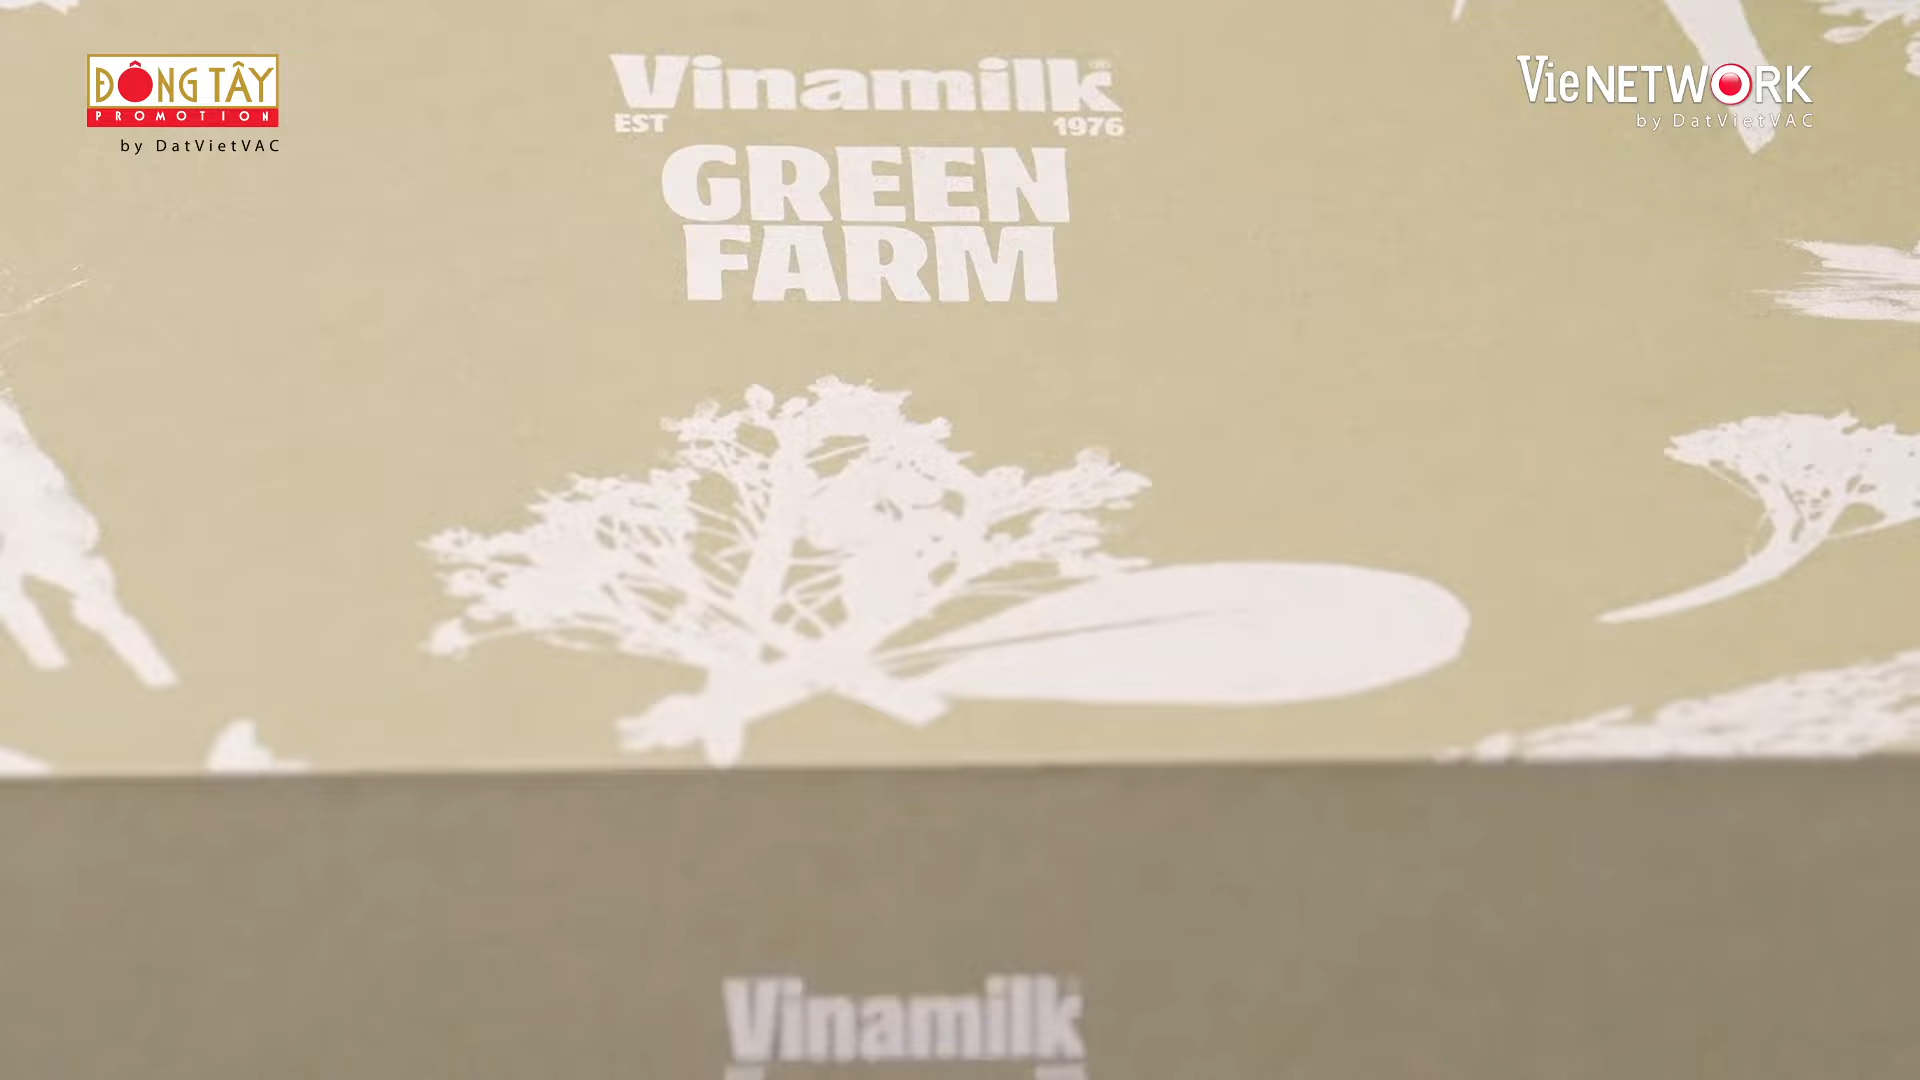 ĐÔNG TÂY
PROMOTION
by DatVietVAC
Vinamilk
EST 1976
GREEN
FARM
VieNETWORK
by DatVietVAC
Vinamilk